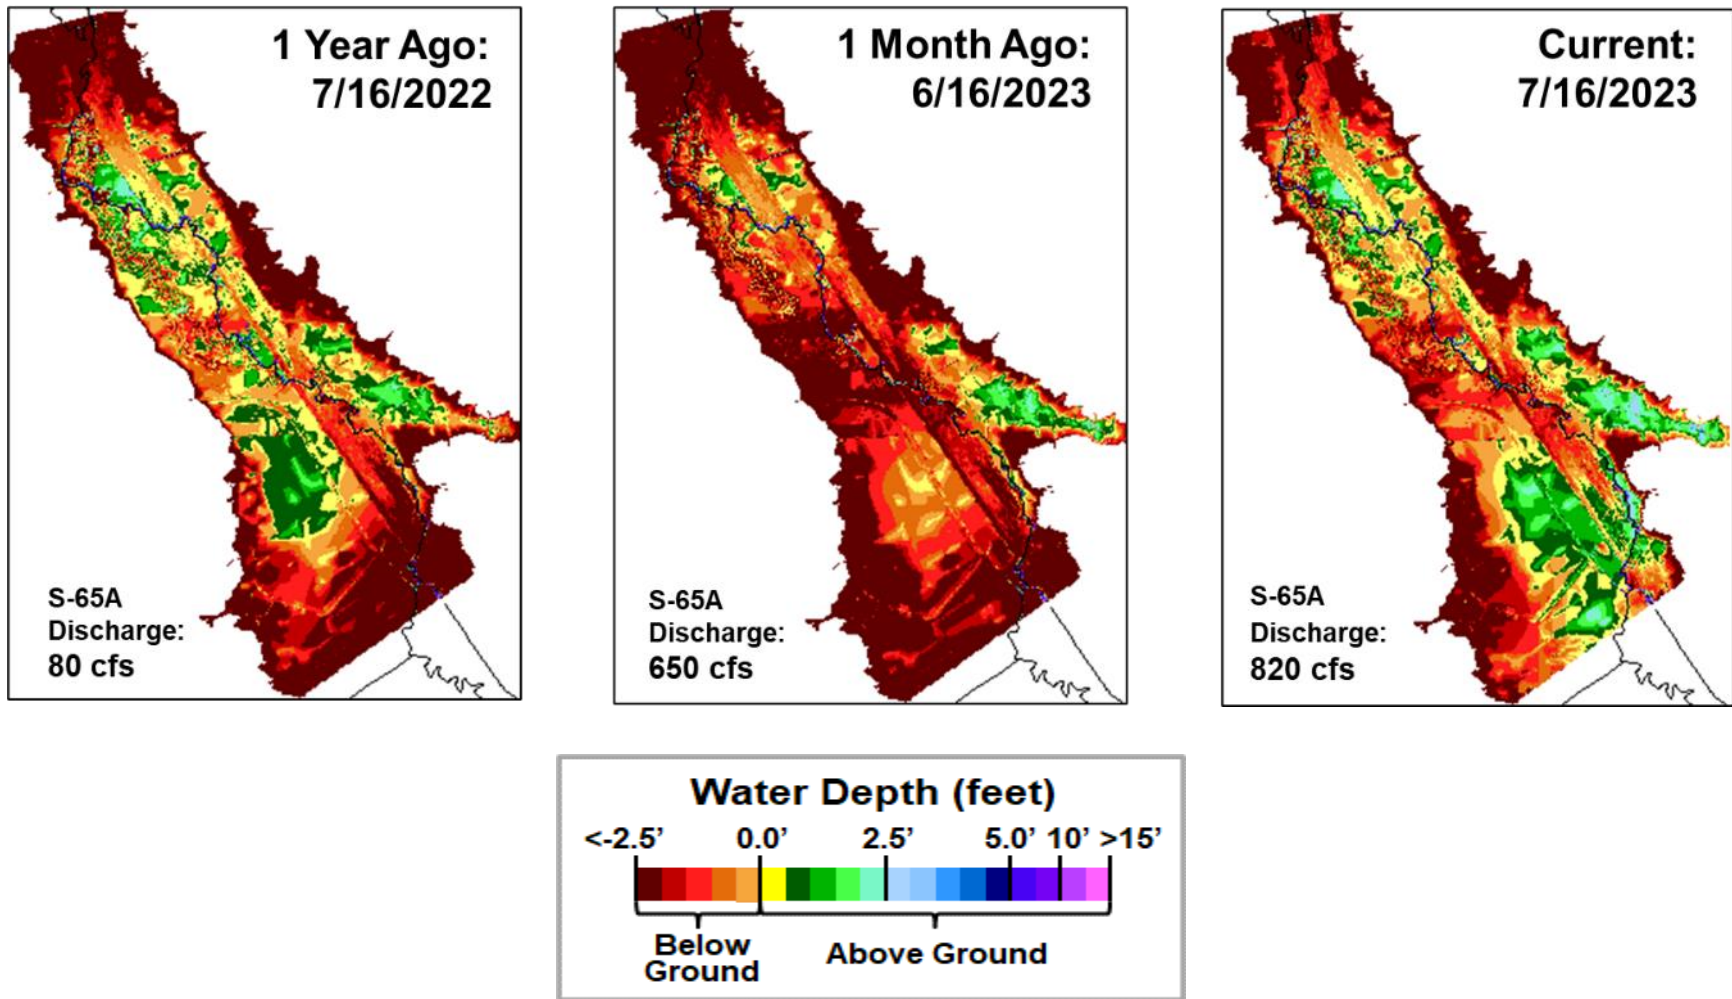 1 Year Ago:
7/16/2022
S-65A
Discharge:
80 cfs
1 Month Ago:
6/16/2023
S-65A
Discharge:
650 cfs
Current:
7/16/2023
S-65A
Discharge:
820 cfs
Water Depth (feet)
<-2.5’ 0.0’ 2.5’ 5.0’ 10’ >15’
Below
Ground
Above Ground